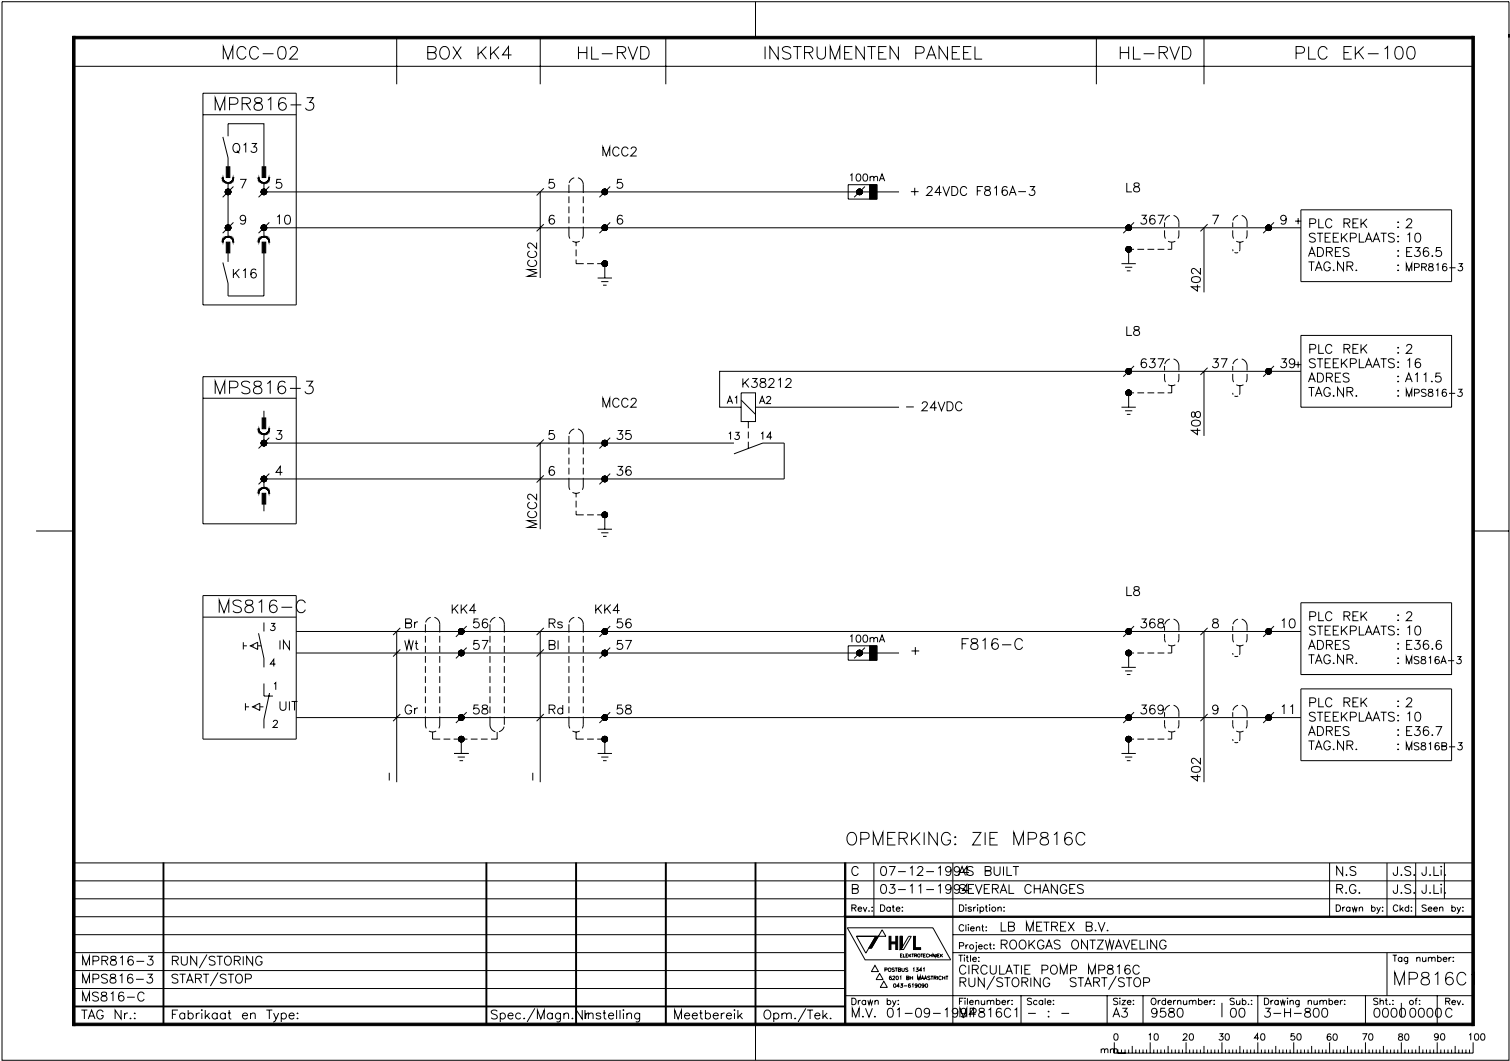 MCC-02 BOX KK4 HL-RVD INSTRUMENTEN PANEEL HL-RVD PLC EK-100
MPR816-3
Q13
7 5
9 10
K16
MCC2
5 5
6 6
MCC2
100mA
+ 24VDC F816A-3
L8
367 7 9 +
402
PLC REK : 2
STEEKPLAATS: 10
ADRES : E36.5
TAG.NR. : MPR816-3
MPS816-3
3
4
MCC2
5 35
6 36
MCC2
K38212
A1 A2
- 24VDC
13 14
L8
637 37 39+
408
PLC REK : 2
STEEKPLAATS: 16
ADRES : A11.5
TAG.NR. : MPS816-3
MS816-C
3
IN
4
1
UIT
2
KK4 KK4
Br 56 Rs 56
Wt 57 Bl 57
Gr 58 Rd 58
I I
100mA
+ F816-C
L8
368 8 10
369 9 11
402
PLC REK : 2
STEEKPLAATS: 10
ADRES : E36.6
TAG.NR. : MS816A-3
PLC REK : 2
STEEKPLAATS: 10
ADRES : E36.7
TAG.NR. : MS816B-3
OPMERKING: ZIE MP816C
C 07-12-1994 AS BUILT N.S J.S. J.Li.
B 03-11-1994 SEVERAL CHANGES R.G. J.S. J.Li.
Rev.: Date: Disription: Drawn by: Ckd: Seen by:
HVL
ELEKTROTECHNIEK
POSTBUS 1341
6201 BH MAASTRICHT
043-619090
Client: LB METREX B.V.
Project: ROOKGAS ONTZWAVELING
Title:
CIRCULATIE POMP MP816C
RUN/STORING START/STOP
Tag number:
MP816C
Drawn by: Filenumber: Scale: Size: Ordernumber: Sub.: Drawing number: Sht.: of: Rev.
M.V. 01-09-1994 MP816C1 - : - A3 9580 00 3-H-800 0000 0000 C
MPR816-3 RUN/STORING
MPS816-3 START/STOP
MS816-C
TAG Nr.: Fabrikaat en Type: Spec./Magn.Nr. Instelling Meetbereik Opm./Tek.
0 10 20 30 40 50 60 70 80 90 100
mm